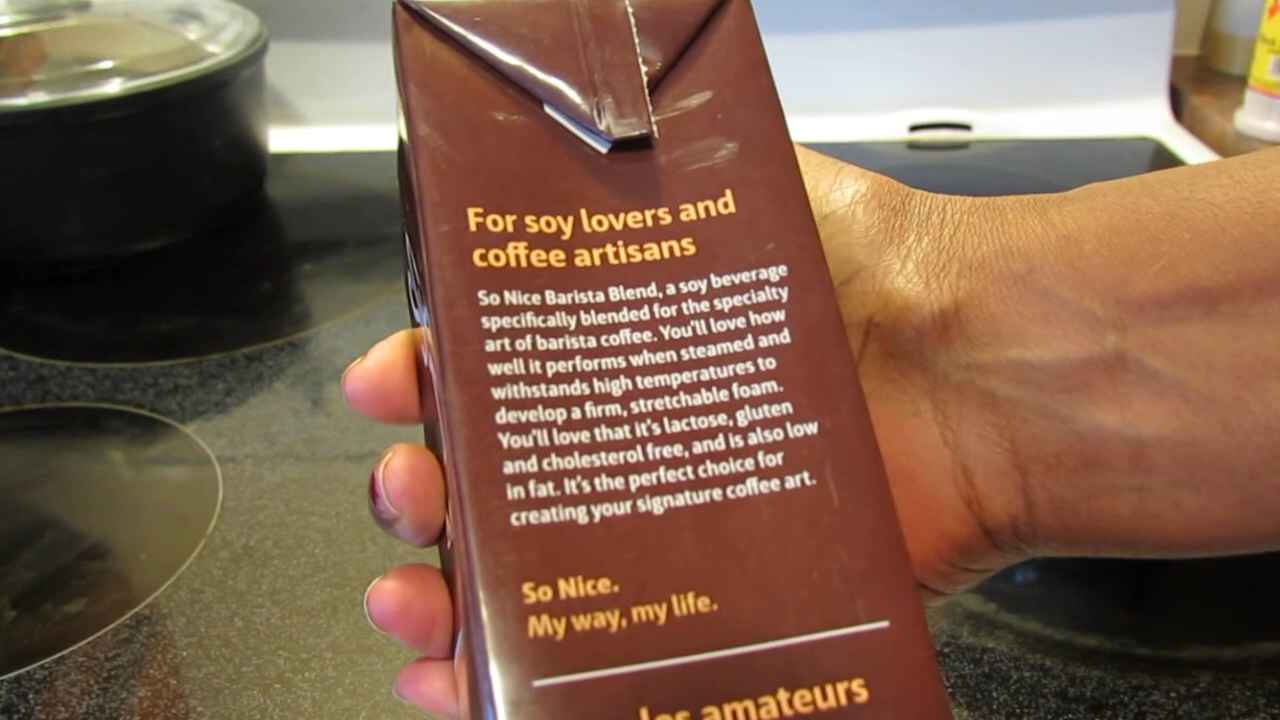 For soy lovers and
coffee artisans
So Nice Barista Blend, a soy beverage
specifically blended for the specialty
art of barista coffee. You'll love how
well it performs when steamed and
withstands high temperatures to
develop a firm, stretchable foam.
You'll love that it's lactose, gluten
and cholesterol free, and is also low
in fat. It's the perfect choice for
creating your signature coffee art.
So Nice.
My way, my life.
les amateurs